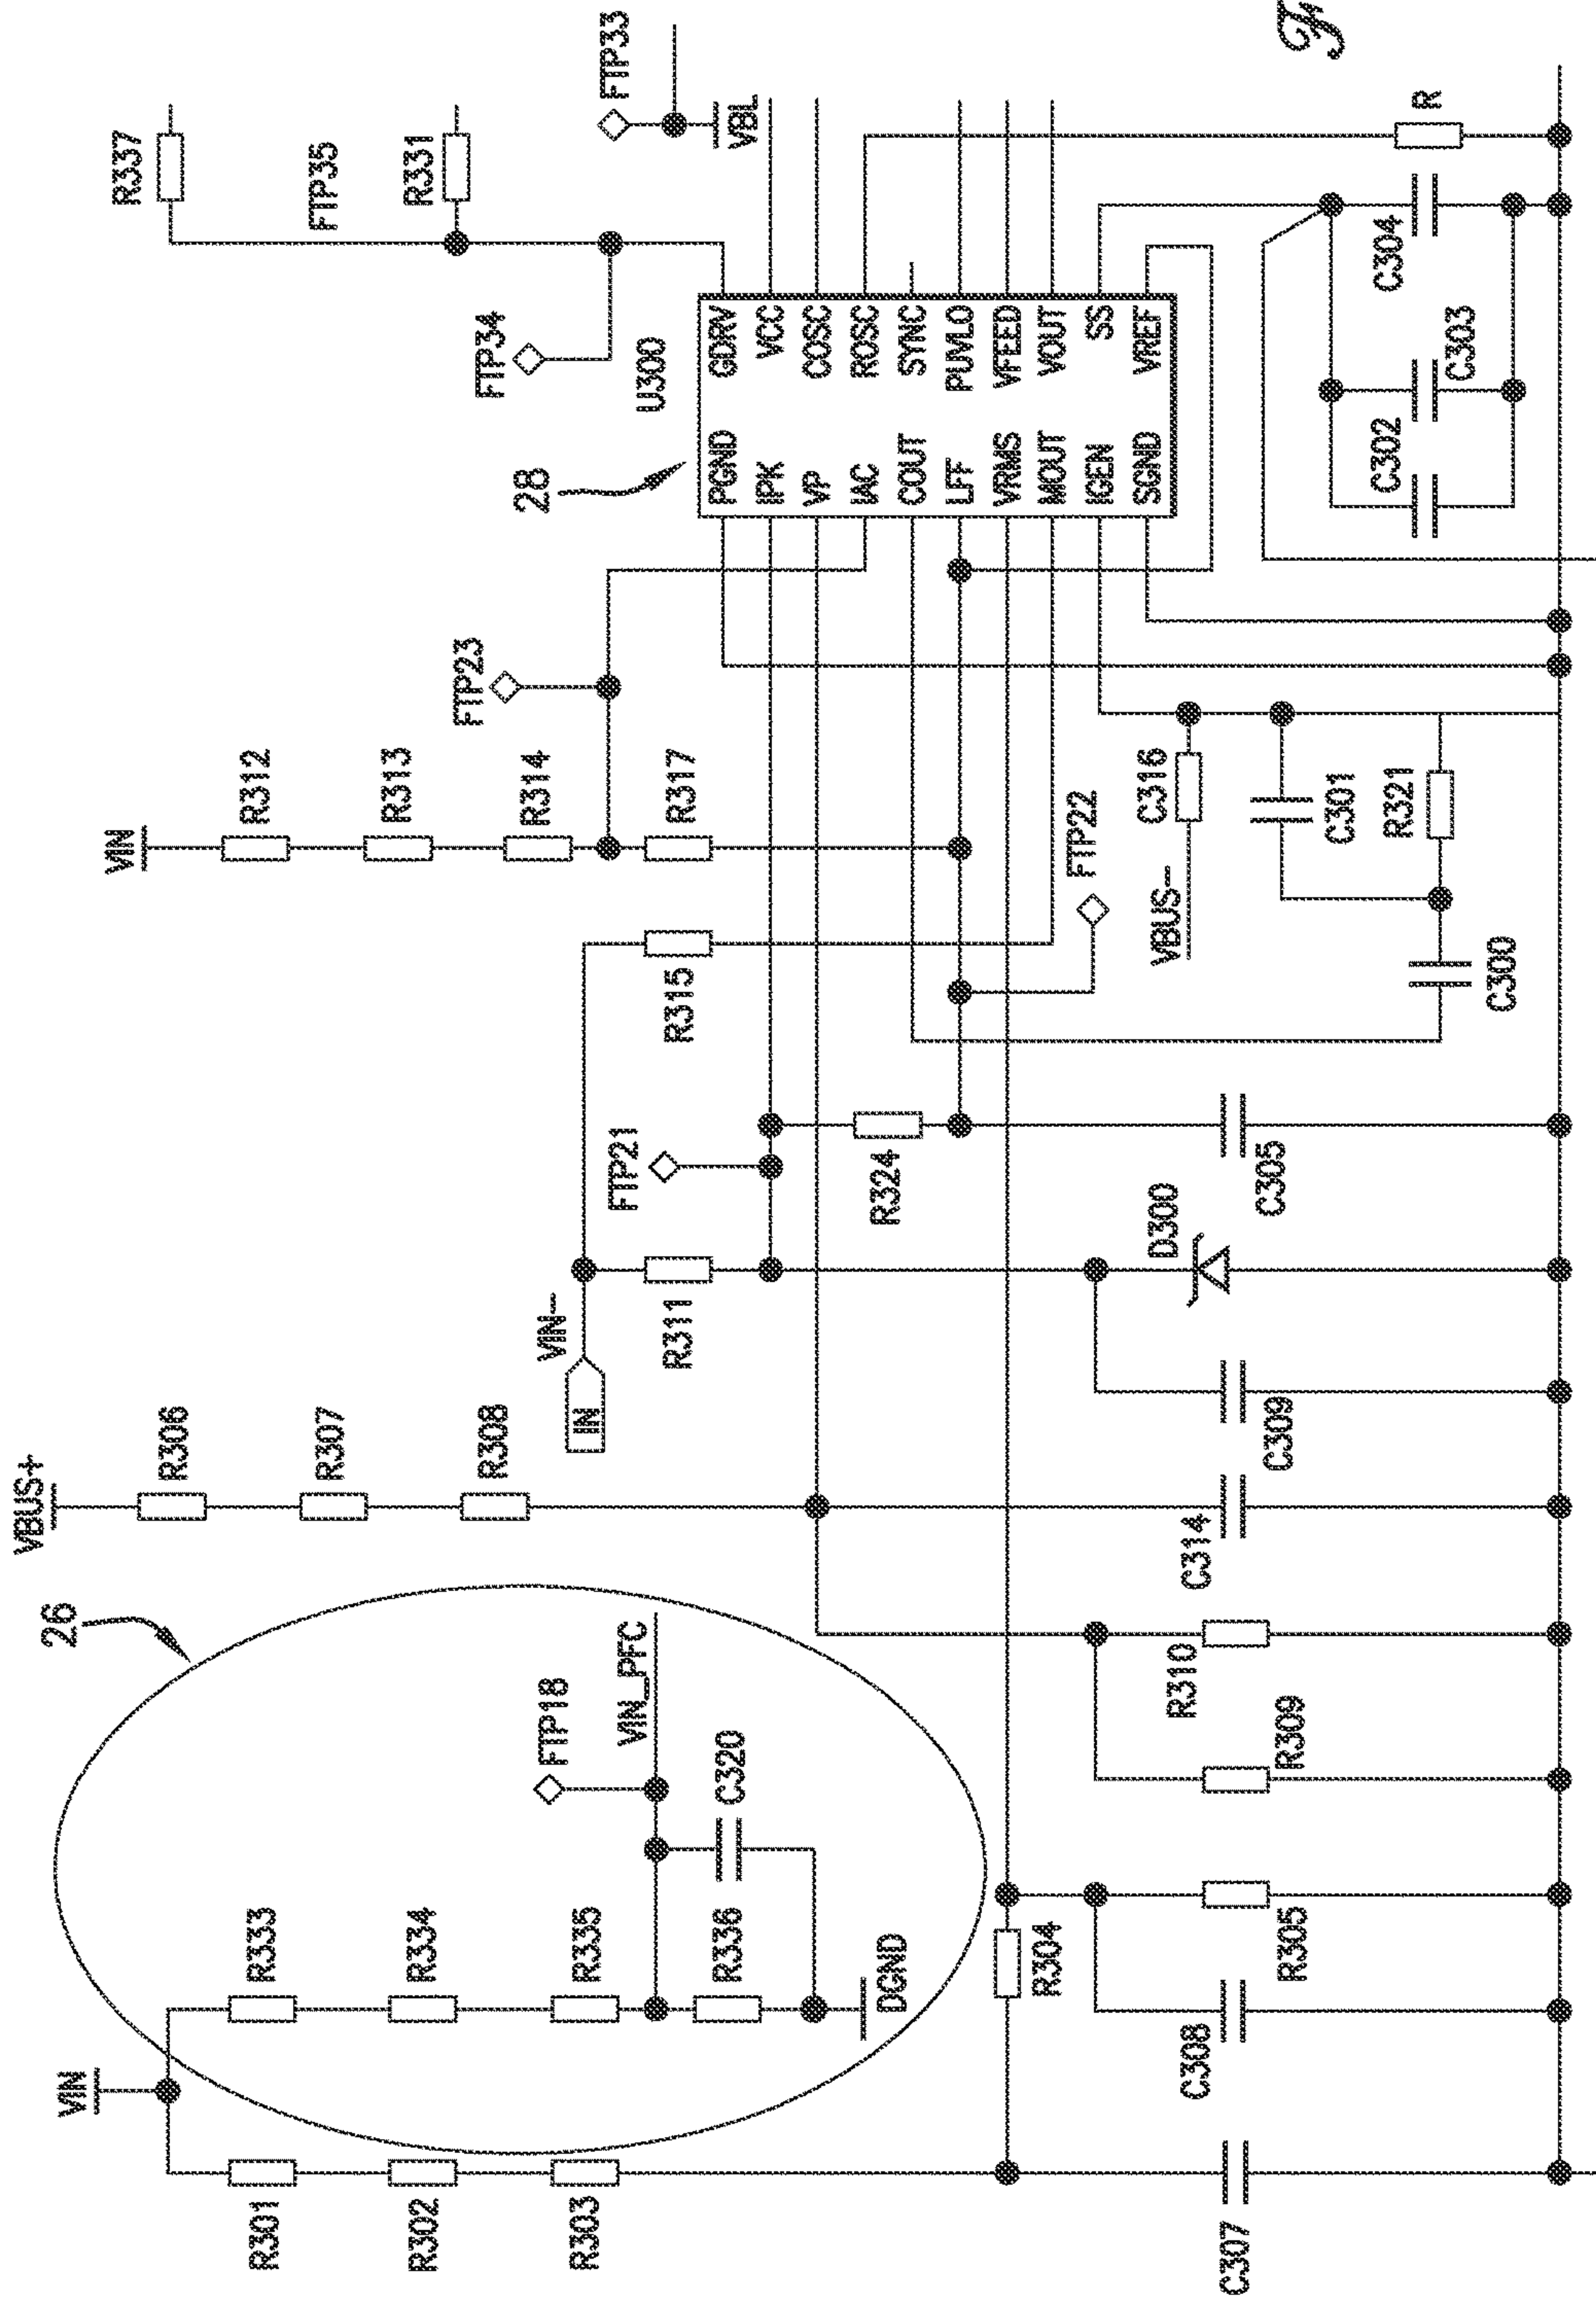 VIN
R301
R302
R303
C307
R333
R334
R335
R336
DGND
C320
FTP18
VIN_PFC
26
R304
C308
R305
R309
R310
VBUS+
R306
R307
R308
C314
C309
D300
IN
VIN-
R311
FTP21
R324
C305
R315
VIN
R312
R313
R314
R317
FTP23
FTP22
VBUS-
C316
C301
R321
C300
28
U300
PGND
IPK
VP
IAC
COUT
LFF
VRMS
MOUT
IGEN
SGND
GDRV
VCC
COSC
ROSC
SYNC
PUVLO
VFEED
VOUT
SS
VREF
FTP34
R337
FTP35
R331
FTP33
VBL
C302
C303
C304
R